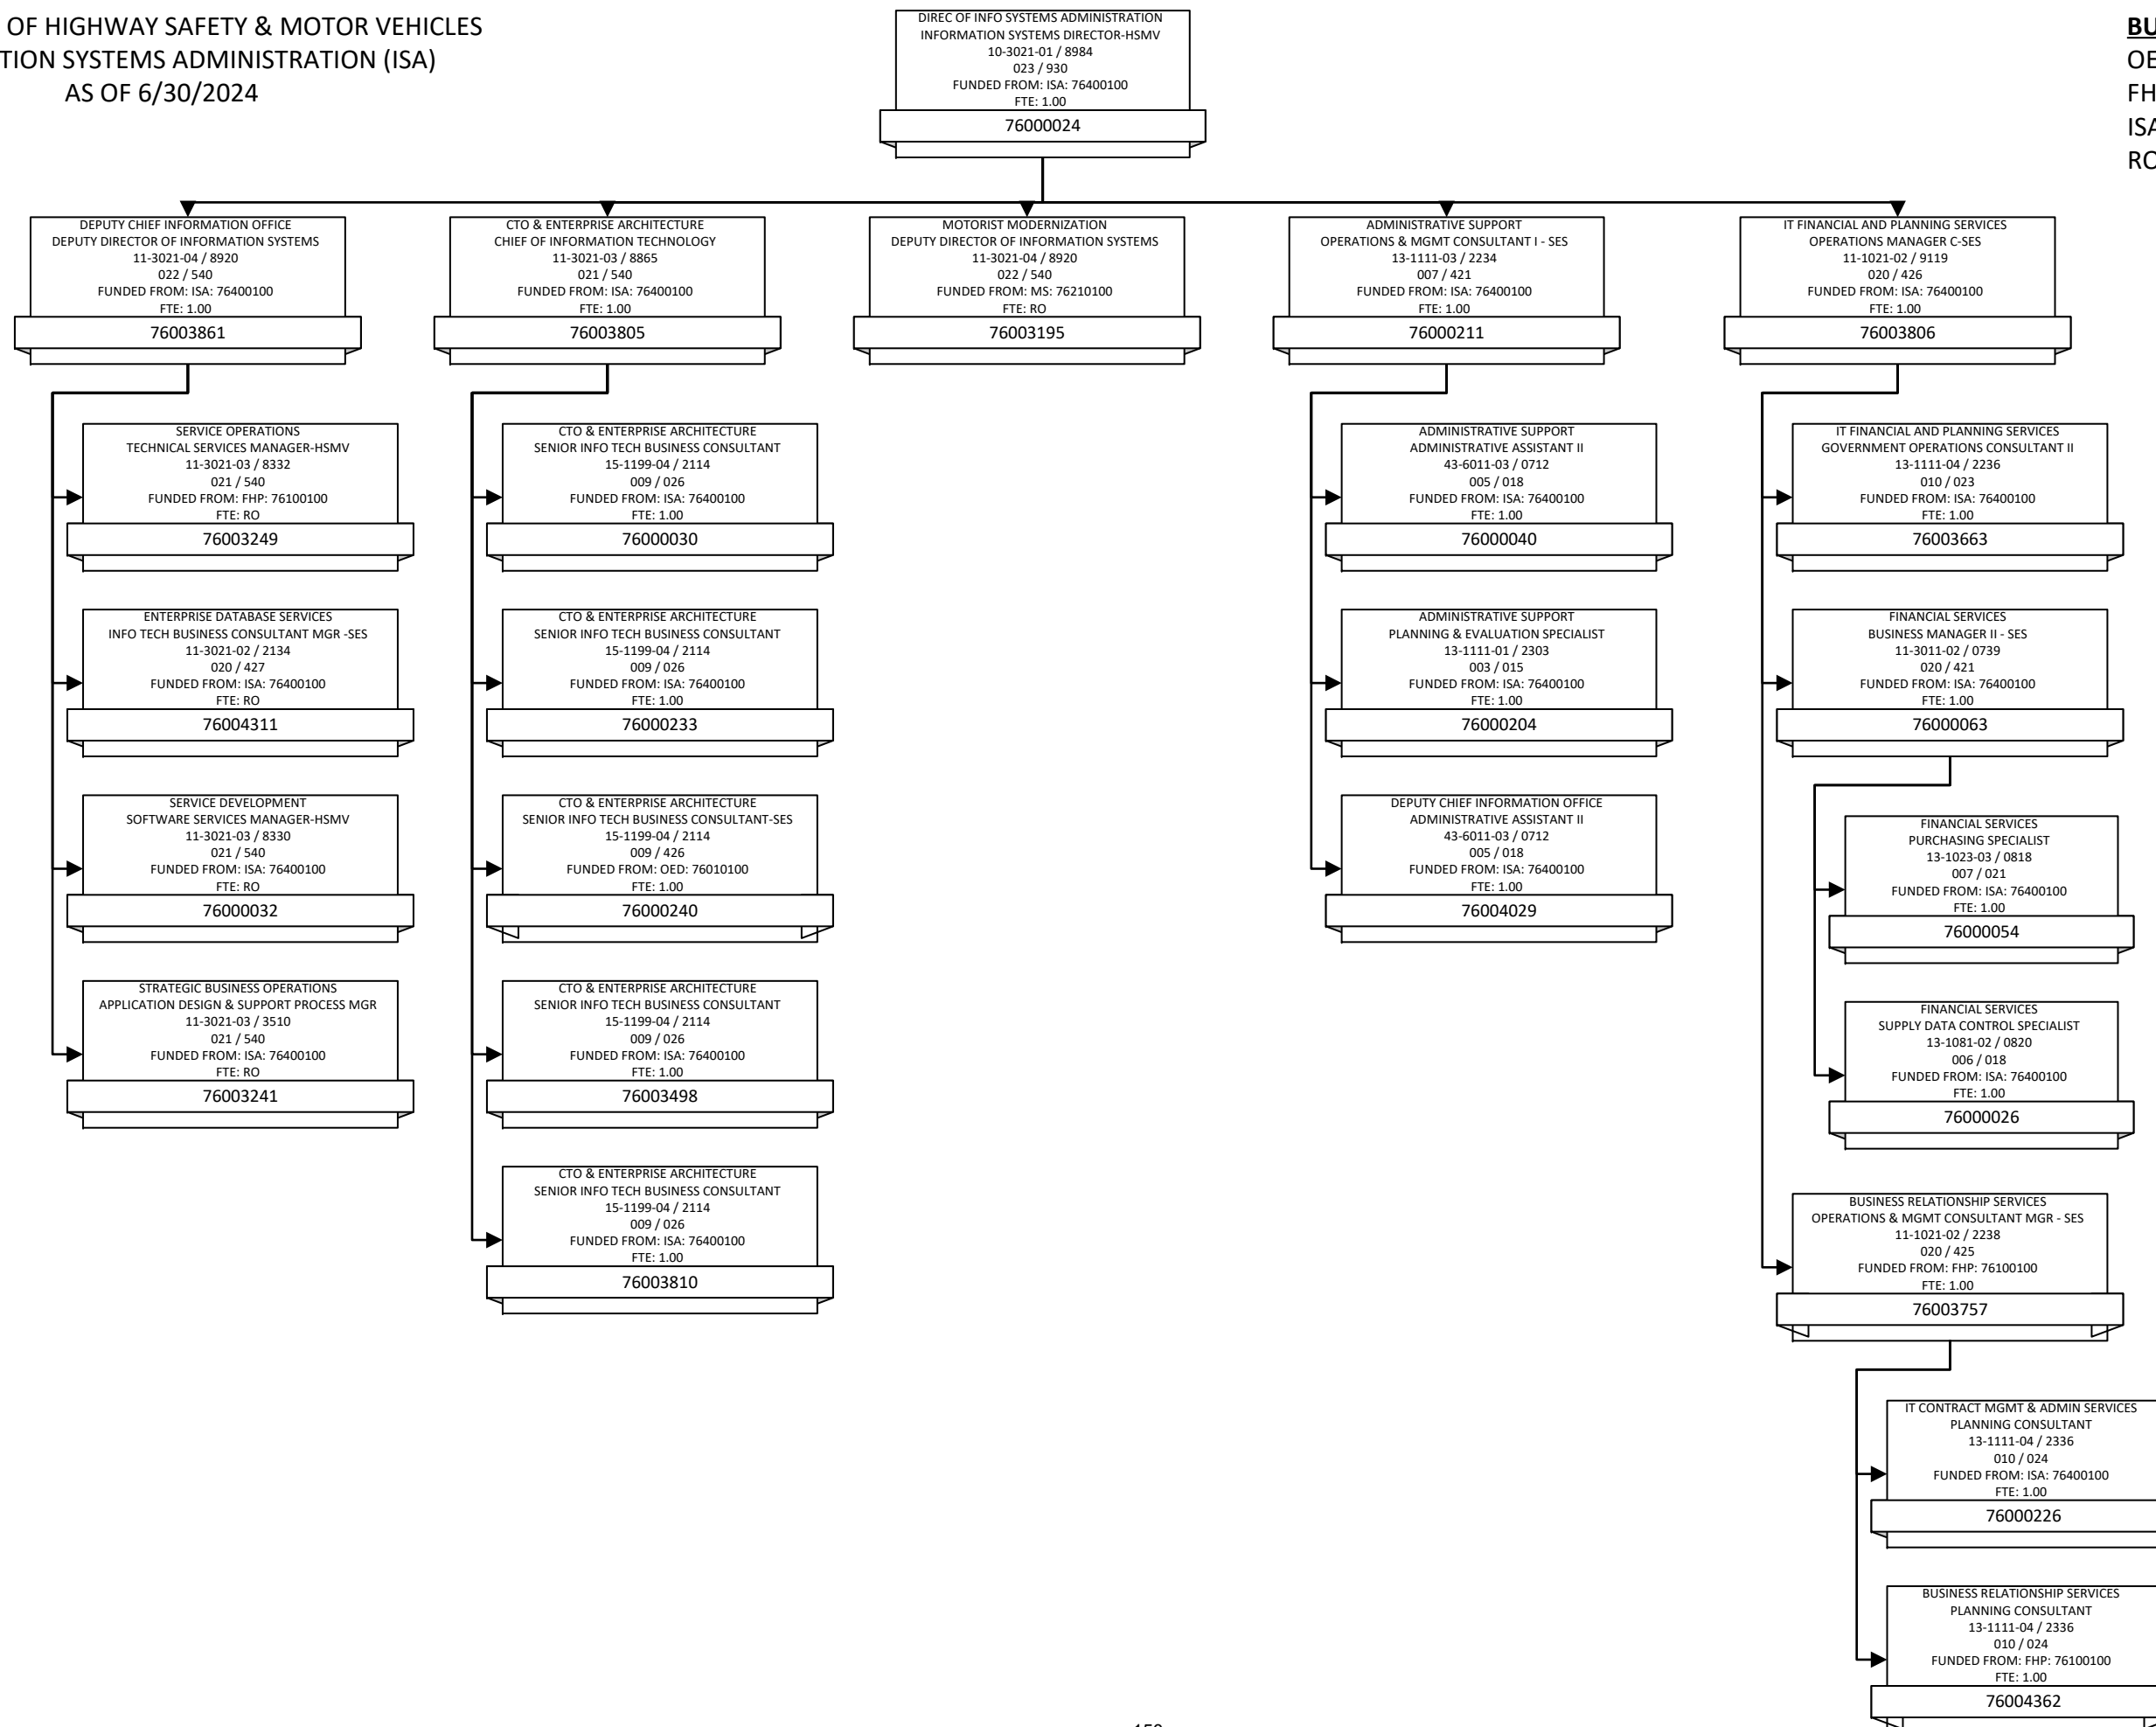 OF HIGHWAY SAFETY & MOTOR VEHICLES
TION SYSTEMS ADMINISTRATION (ISA)
AS OF 6/30/2024
DIREC OF INFO SYSTEMS ADMINISTRATION
INFORMATION SYSTEMS DIRECTOR-HSMV
10-3021-01 / 8984
023 / 930
FUNDED FROM: ISA: 76400100
FTE: 1.00
76000024
BU
OE
FH
ISA
RO
DEPUTY CHIEF INFORMATION OFFICE
DEPUTY DIRECTOR OF INFORMATION SYSTEMS
11-3021-04 / 8920
022 / 540
FUNDED FROM: ISA: 76400100
FTE: 1.00
76003861
CTO & ENTERPRISE ARCHITECTURE
CHIEF OF INFORMATION TECHNOLOGY
11-3021-03 / 8865
021 / 540
FUNDED FROM: ISA: 76400100
FTE: 1.00
76003805
MOTORIST MODERNIZATION
DEPUTY DIRECTOR OF INFORMATION SYSTEMS
11-3021-04 / 8920
022 / 540
FUNDED FROM: MS: 76210100
FTE: RO
76003195
ADMINISTRATIVE SUPPORT
OPERATIONS & MGMT CONSULTANT I - SES
13-1111-03 / 2234
007 / 421
FUNDED FROM: ISA: 76400100
FTE: 1.00
76000211
IT FINANCIAL AND PLANNING SERVICES
OPERATIONS MANAGER C-SES
11-1021-02 / 9119
020 / 426
FUNDED FROM: ISA: 76400100
FTE: 1.00
76003806
SERVICE OPERATIONS
TECHNICAL SERVICES MANAGER-HSMV
11-3021-03 / 8332
021 / 540
FUNDED FROM: FHP: 76100100
FTE: RO
76003249
ENTERPRISE DATABASE SERVICES
INFO TECH BUSINESS CONSULTANT MGR -SES
11-3021-02 / 2134
020 / 427
FUNDED FROM: ISA: 76400100
FTE: RO
76004311
SERVICE DEVELOPMENT
SOFTWARE SERVICES MANAGER-HSMV
11-3021-03 / 8330
021 / 540
FUNDED FROM: ISA: 76400100
FTE: RO
76000032
STRATEGIC BUSINESS OPERATIONS
APPLICATION DESIGN & SUPPORT PROCESS MGR
11-3021-03 / 3510
021 / 540
FUNDED FROM: ISA: 76400100
FTE: RO
76003241
CTO & ENTERPRISE ARCHITECTURE
SENIOR INFO TECH BUSINESS CONSULTANT
15-1199-04 / 2114
009 / 026
FUNDED FROM: ISA: 76400100
FTE: 1.00
76000030
CTO & ENTERPRISE ARCHITECTURE
SENIOR INFO TECH BUSINESS CONSULTANT
15-1199-04 / 2114
009 / 026
FUNDED FROM: ISA: 76400100
FTE: 1.00
76000233
CTO & ENTERPRISE ARCHITECTURE
SENIOR INFO TECH BUSINESS CONSULTANT-SES
15-1199-04 / 2114
009 / 426
FUNDED FROM: OED: 76010100
FTE: 1.00
76000240
CTO & ENTERPRISE ARCHITECTURE
SENIOR INFO TECH BUSINESS CONSULTANT
15-1199-04 / 2114
009 / 026
FUNDED FROM: ISA: 76400100
FTE: 1.00
76003498
CTO & ENTERPRISE ARCHITECTURE
SENIOR INFO TECH BUSINESS CONSULTANT
15-1199-04 / 2114
009 / 026
FUNDED FROM: ISA: 76400100
FTE: 1.00
76003810
ADMINISTRATIVE SUPPORT
ADMINISTRATIVE ASSISTANT II
43-6011-03 / 0712
005 / 018
FUNDED FROM: ISA: 76400100
FTE: 1.00
76000040
ADMINISTRATIVE SUPPORT
PLANNING & EVALUATION SPECIALIST
13-1111-01 / 2303
003 / 015
FUNDED FROM: ISA: 76400100
FTE: 1.00
76000204
DEPUTY CHIEF INFORMATION OFFICE
ADMINISTRATIVE ASSISTANT II
43-6011-03 / 0712
005 / 018
FUNDED FROM: ISA: 76400100
FTE: 1.00
76004029
IT FINANCIAL AND PLANNING SERVICES
GOVERNMENT OPERATIONS CONSULTANT II
13-1111-04 / 2236
010 / 023
FUNDED FROM: ISA: 76400100
FTE: 1.00
76003663
FINANCIAL SERVICES
BUSINESS MANAGER II - SES
11-3011-02 / 0739
020 / 421
FUNDED FROM: ISA: 76400100
FTE: 1.00
76000063
FINANCIAL SERVICES
PURCHASING SPECIALIST
13-1023-03 / 0818
007 / 021
FUNDED FROM: ISA: 76400100
FTE: 1.00
76000054
FINANCIAL SERVICES
SUPPLY DATA CONTROL SPECIALIST
13-1081-02 / 0820
006 / 018
FUNDED FROM: ISA: 76400100
FTE: 1.00
76000026
BUSINESS RELATIONSHIP SERVICES
OPERATIONS & MGMT CONSULTANT MGR - SES
11-1021-02 / 2238
020 / 425
FUNDED FROM: FHP: 76100100
FTE: 1.00
76003757
IT CONTRACT MGMT & ADMIN SERVICES
PLANNING CONSULTANT
13-1111-04 / 2336
010 / 024
FUNDED FROM: ISA: 76400100
FTE: 1.00
76000226
BUSINESS RELATIONSHIP SERVICES
PLANNING CONSULTANT
13-1111-04 / 2336
010 / 024
FUNDED FROM: FHP: 76100100
FTE: 1.00
76004362